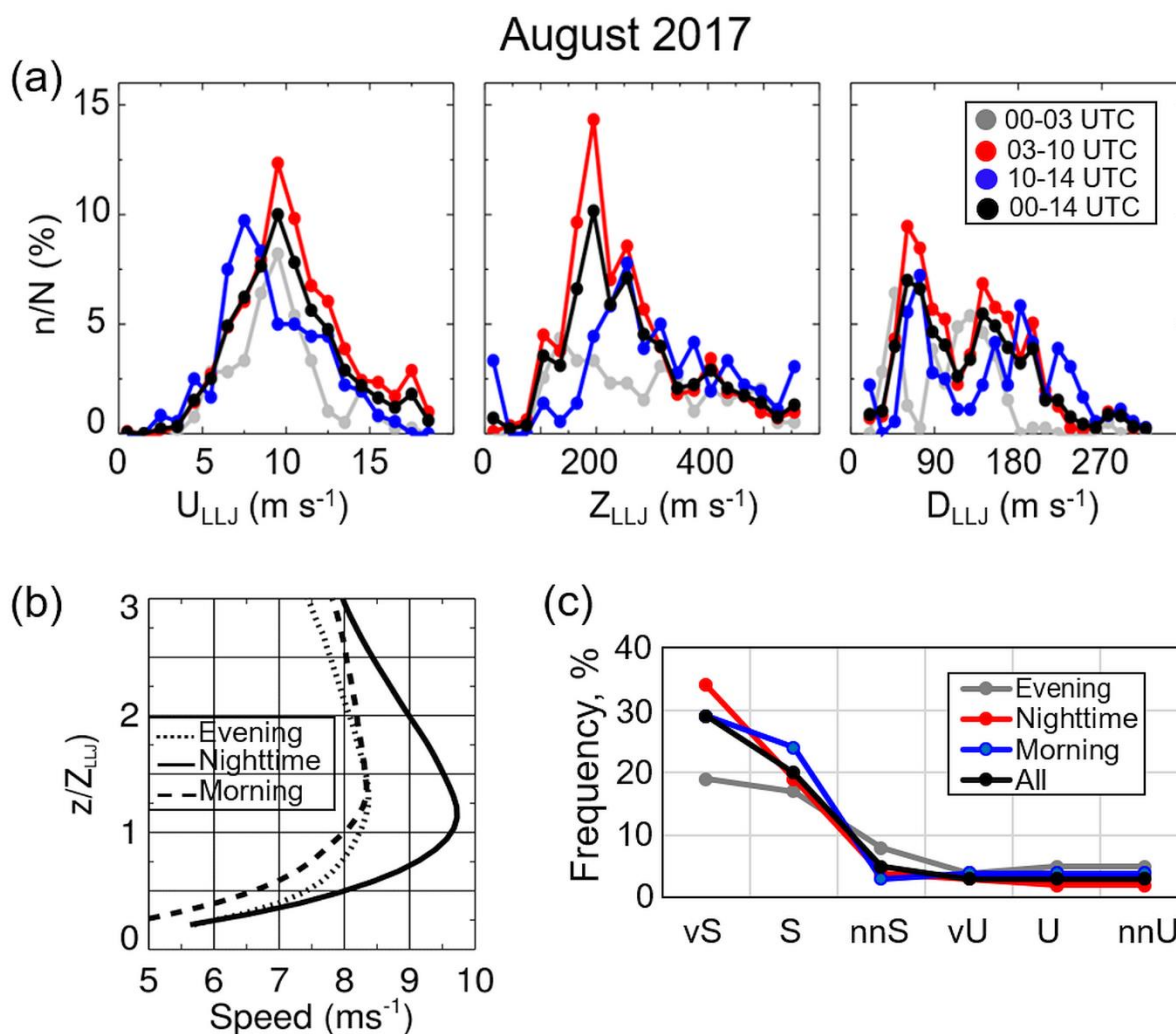 August 2017
(a)
15
10
5
0
n/N (%)
00-03 UTC
03-10 UTC
10-14 UTC
00-14 UTC
0 5 10 15
0 200 400
0 90 180 270
U_LLJ (m s⁻¹)
Z_LLJ (m s⁻¹)
D_LLJ (m s⁻¹)
(b)
3
2
1
0
z/Z_LLJ
Evening
Nighttime
Morning
5 6 7 8 9 10
Speed (ms⁻¹)
(c)
40
30
20
10
0
Frequency, %
Evening
Nighttime
Morning
All
vS S nnS vU U nnU